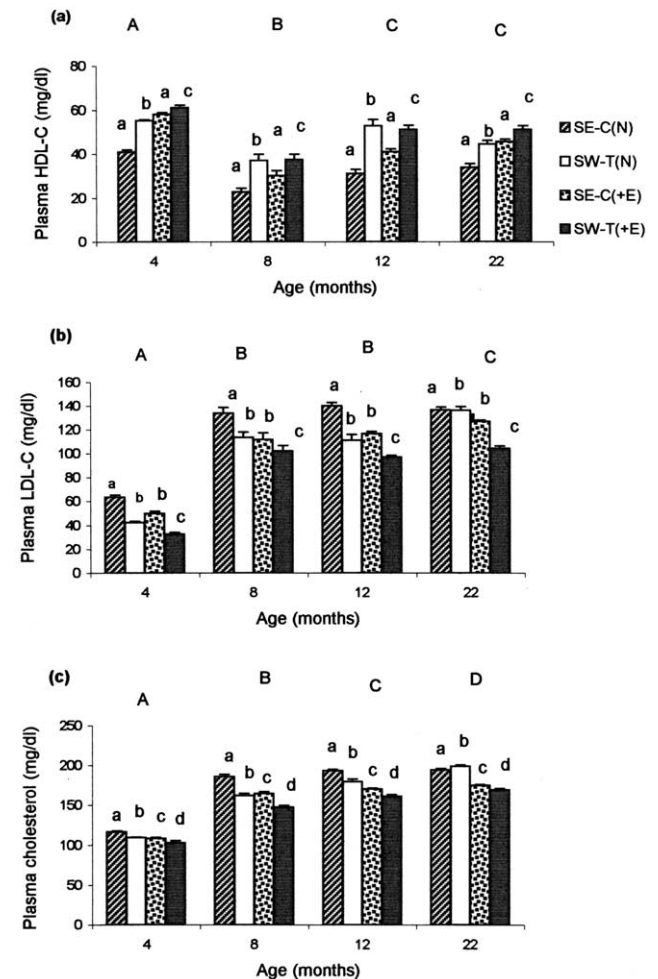 (a)
A B C C
80
60
40
20
0
Plasma HDL-C (mg/dl)
a b a c
a b a c
a b a c
a b a c
4 8 12 22
Age (months)
SE-C(N)
SW-T(N)
SE-C(+E)
SW-T(+E)
(b)
A B B C
160
140
120
100
80
60
40
20
0
Plasma LDL-C (mg/dl)
a b b c
a b b c
a b b c
a b b c
4 8 12 22
Age (months)
(c)
A B C D
250
200
150
100
50
0
Plasma cholesterol (mg/dl)
a b c d
a b c d
a b c d
a b c d
4 8 12 22
Age (months)